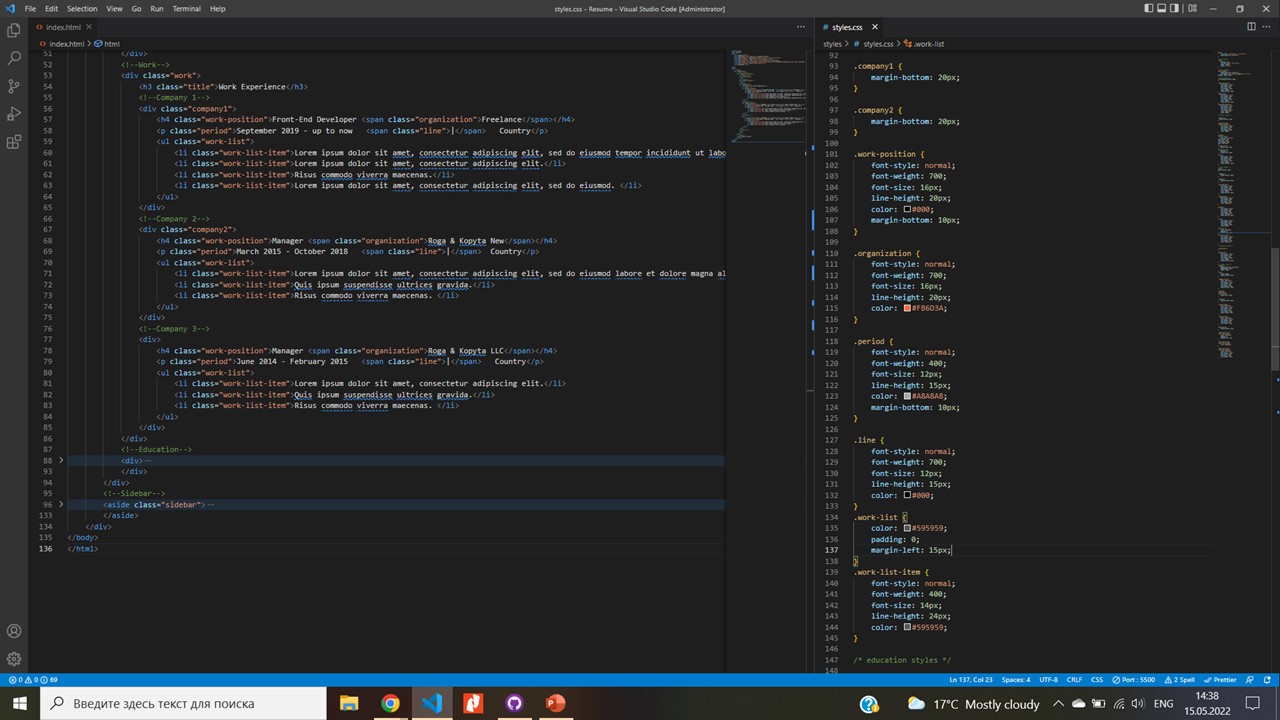 File Edit Selection View Go Run Terminal Help styles.css - Resume - Visual Studio Code [Administrator]
index.html
index.html > html
51 </div>
52 <!--Work-->
53 <div class="work">
54 <h3 class="title">Work Experience</h3>
55 <!--Company 1-->
56 <div class="company1">
57 <h4 class="work-position">Front-End Developer <span class="organization">Freelance</span></h4>
58 <p class="period">September 2019 - up to now <span class="line">|</span> Country</p>
59 <ul class="work-list">
60 <li class="work-list-item">Lorem ipsum dolor sit amet, consectetur adipiscing elit, sed do eiusmod tempor incididunt ut labo
61 <li class="work-list-item">Lorem ipsum dolor sit amet, consectetur adipiscing elit.</li>
62 <li class="work-list-item">Risus commodo viverra maecenas.</li>
63 <li class="work-list-item">Lorem ipsum dolor sit amet, consectetur adipiscing elit, sed do eiusmod. </li>
64 </ul>
65 </div>
66 <!--Company 2-->
67 <div class="company2">
68 <h4 class="work-position">Manager <span class="organization">Roga & Kopyta New</span></h4>
69 <p class="period">March 2015 - October 2018 <span class="line">|</span> Country</p>
70 <ul class="work-list">
71 <li class="work-list-item">Lorem ipsum dolor sit amet, consectetur adipiscing elit, sed do eiusmod labore et dolore magna al
72 <li class="work-list-item">Quis ipsum suspendisse ultrices gravida.</li>
73 <li class="work-list-item">Risus commodo viverra maecenas. </li>
74 </ul>
75 </div>
76 <!--Company 3-->
77 <div>
78 <h4 class="work-position">Manager <span class="organization">Roga & Kopyta LLC</span></h4>
79 <p class="period">June 2014 - February 2015 <span class="line">|</span> Country</p>
80 <ul class="work-list">
81 <li class="work-list-item">Lorem ipsum dolor sit amet, consectetur adipiscing elit.</li>
82 <li class="work-list-item">Quis ipsum suspendisse ultrices gravida.</li>
83 <li class="work-list-item">Risus commodo viverra maecenas. </li>
84 </ul>
85 </div>
86 </div>
87 <!--Education-->
88 <div>…
93 </div>
94 </div>
95 <!--Sidebar-->
96 <aside class="sidebar">…
133 </aside>
134 </div>
135 </body>
136 </html>
styles.css
styles > styles.css > .work-list
92
93 .company1 {
94 margin-bottom: 20px;
95 }
96
97 .company2 {
98 margin-bottom: 20px;
99 }
100
101 .work-position {
102 font-style: normal;
103 font-weight: 700;
104 font-size: 16px;
105 line-height: 20px;
106 color: #000;
107 margin-bottom: 10px;
108 }
109
110 .organization {
111 font-style: normal;
112 font-weight: 700;
113 font-size: 16px;
114 line-height: 20px;
115 color: #FB6D3A;
116 }
117
118 .period {
119 font-style: normal;
120 font-weight: 400;
121 font-size: 12px;
122 line-height: 15px;
123 color: #A8A8A8;
124 margin-bottom: 10px;
125 }
126
127 .line {
128 font-style: normal;
129 font-weight: 700;
130 font-size: 12px;
131 line-height: 15px;
132 color: #000;
133 }
134 .work-list {
135 color: #595959;
136 padding: 0;
137 margin-left: 15px;
138 }
139 .work-list-item {
140 font-style: normal;
141 font-weight: 400;
142 font-size: 14px;
143 line-height: 24px;
144 color: #595959;
145 }
146
147 /* education styles */
148
0 0 69 Ln 137, Col 23 Spaces: 4 UTF-8 CRLF CSS Port : 5500 2 Spell Prettier
Введите здесь текст для поиска 17°C Mostly cloudy ENG
14:38
15.05.2022